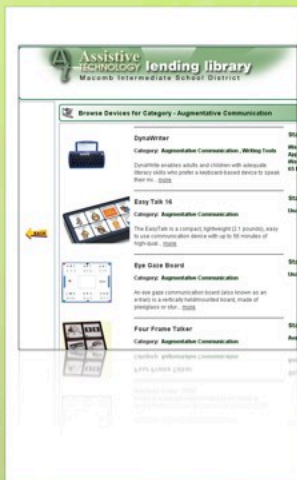 Assistive
TECHNOLOGY lending library
Macomb Intermediate School District
Browse Devices for Category - Augmentative Communication
DynaWriter
Category: Augmentative Communication , Writing Tools
DynaWrite enables adults and children with adequate
literacy skills who prefer a keyboard-based device to speak
their mi... more
BACK
Easy Talk 16
Category: Augmentative Communication
The EasyTalk is a compact, lightweight (2.1 pounds), easy
to use communication device with up to 56 minutes of
high-qual... more
Eye Gaze Board
Category: Augmentative Communication
An eye gaze communication board (also known as an
e-tran) is a vertically held/mounted board, made of
plexiglass or stur... more
Four Frame Talker
Category: Augmentative Communication